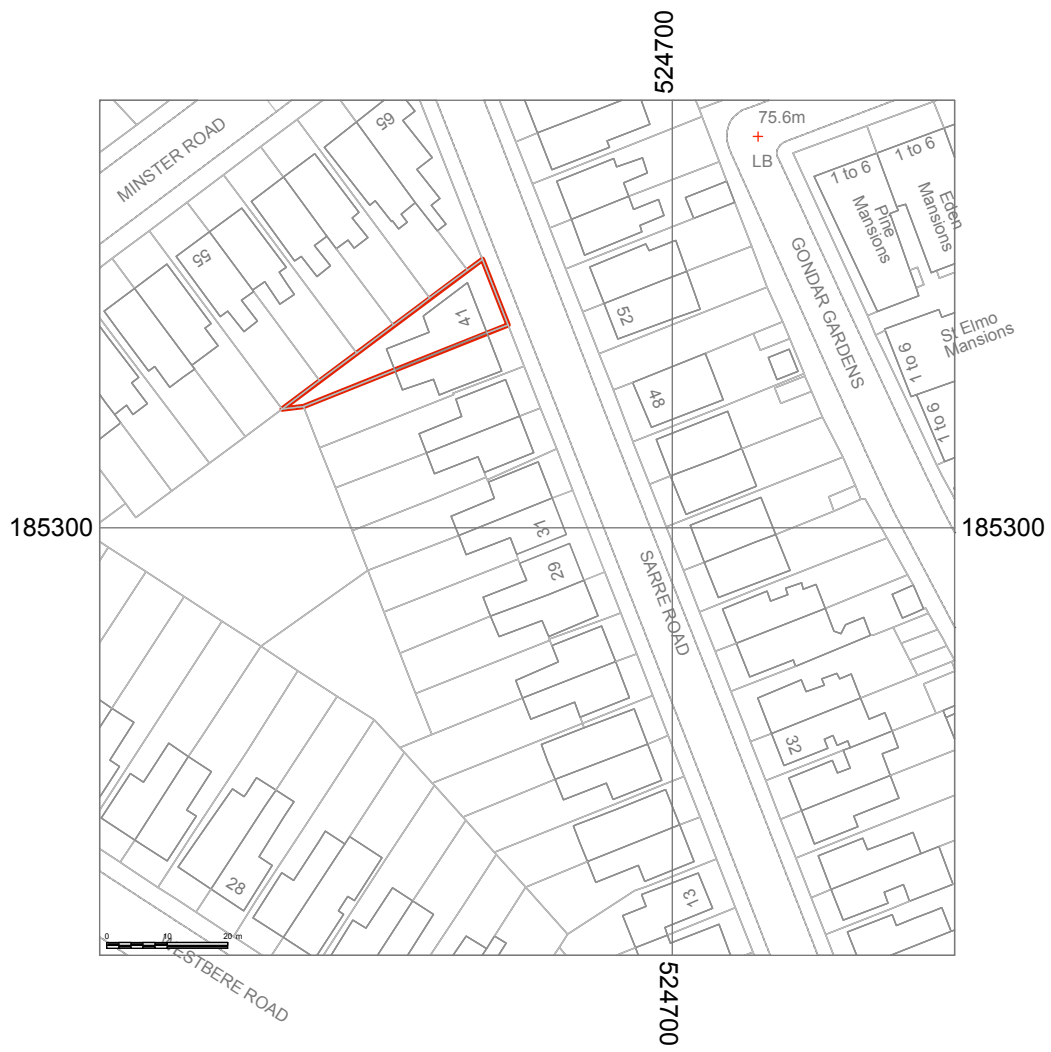 524700
75.6m
LB
MINSTER ROAD
65
1 to 6
1 to 6
Pine
Mansions
Eden
Mansions
55
GONDAR GARDENS
41
52
St Elmo
Mansions
1 to 6
48
1 to 6
185300
185300
31
29
SARRE ROAD
32
28
13
0
10
20 m
ESTBERE ROAD
524700